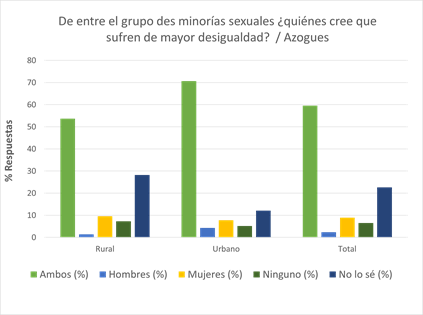 De entre el grupo des minorías sexuales ¿quiénes cree que
sufren de mayor desigualdad?  / Azogues
% Respuestas
80
70
60
50
40
30
20
10
0
Rural Urbano Total
Ambos (%) Hombres (%) Mujeres (%) Ninguno (%) No lo sé (%)